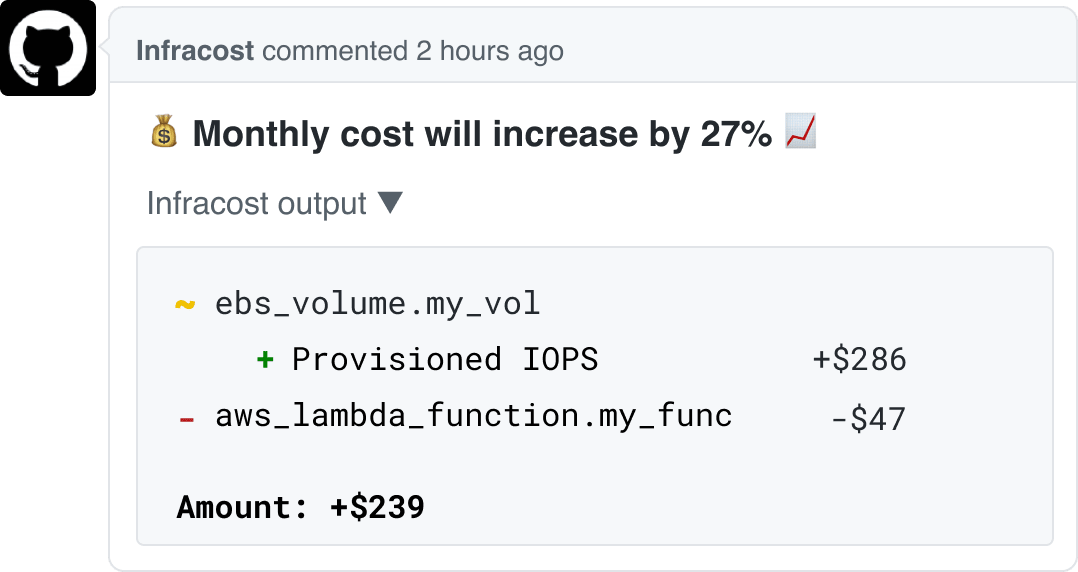 Infracost commented 2 hours ago
💰 Monthly cost will increase by 27% 📈
Infracost output ▼
~ ebs_volume.my_vol
+ Provisioned IOPS +$286
- aws_lambda_function.my_func -$47
Amount: +$239